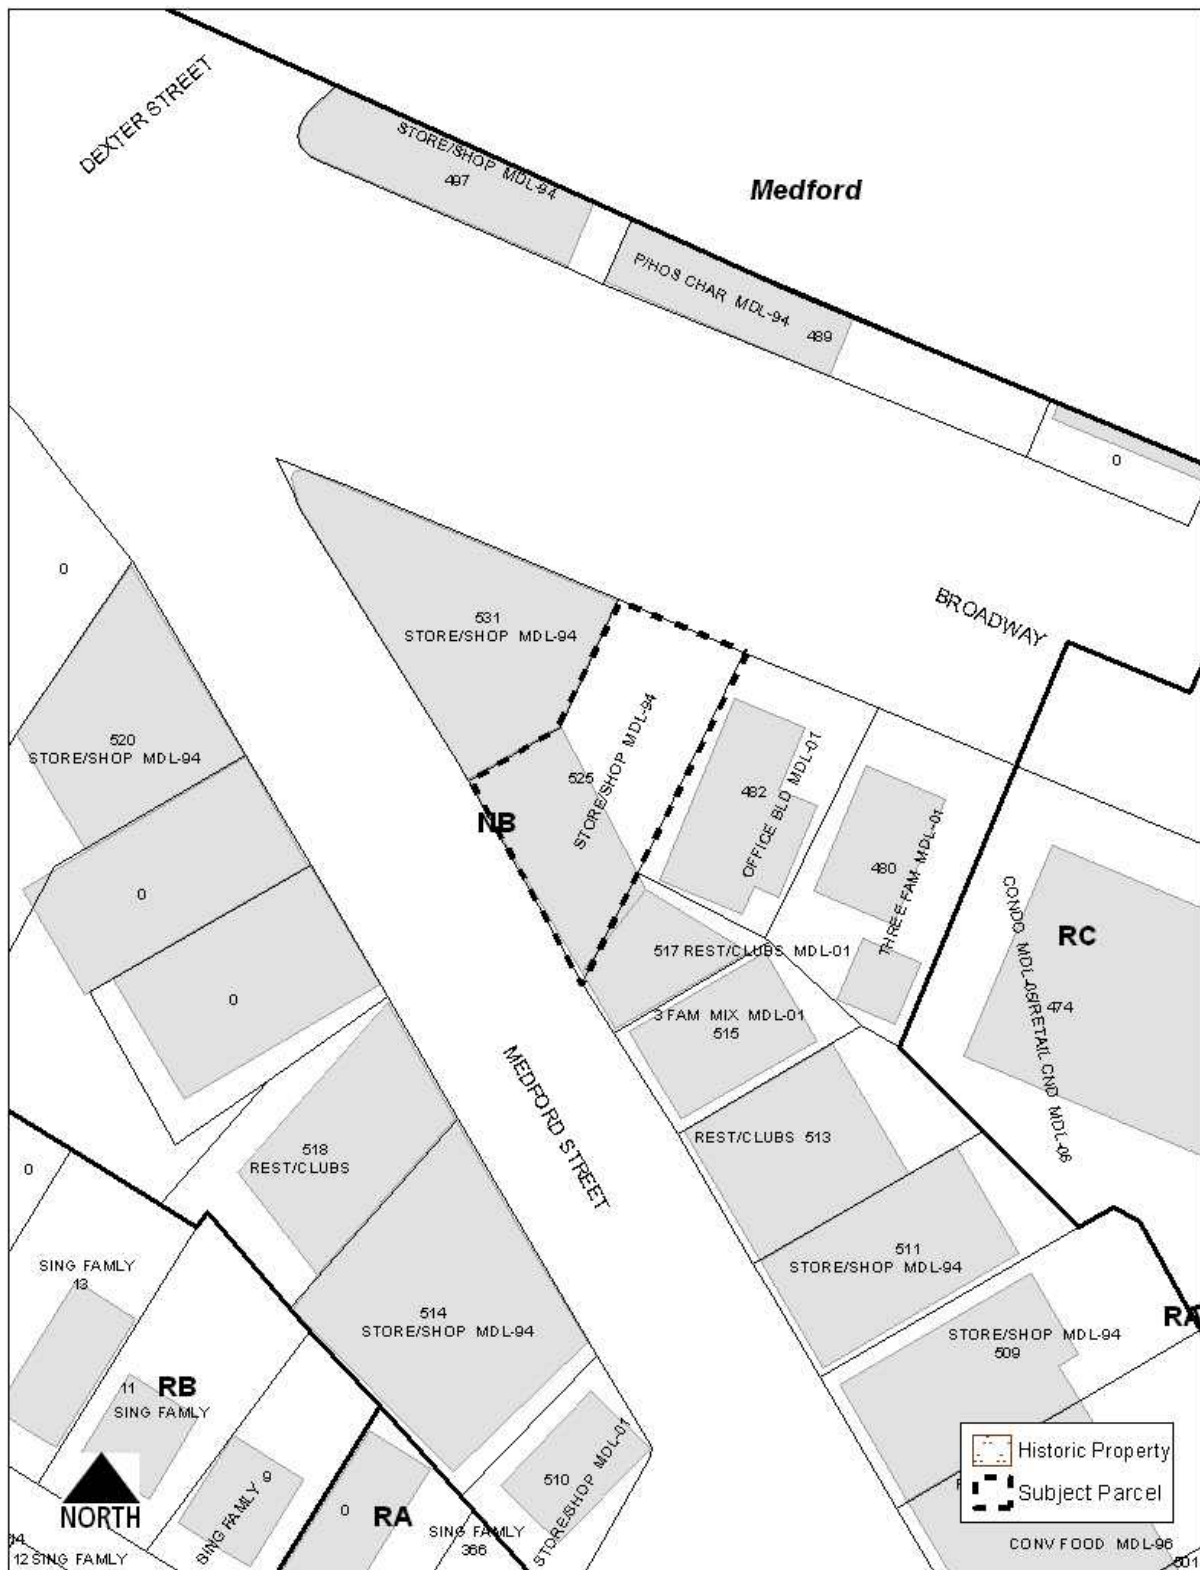 DEXTER STREET
STORE/SHOP MDL-94
497
Medford
P/HOS CHAR MDL-94
489
0
0
BROADWAY
531
STORE/SHOP MDL-94
520
STORE/SHOP MDL-94
525
STORE/SHOP MDL-94
482
OFFICE BLD MDL-01
NB
480
THREE FAM MDL-01
0
RC
CONDO MDL-05/RETAIL CND MDL-06
474
517 REST/CLUBS MDL-01
0
3 FAM MIX MDL-01
515
MEDFORD STREET
REST/CLUBS 513
518
REST/CLUBS
0
511
STORE/SHOP MDL-94
SING FAMLY
13
514
STORE/SHOP MDL-94
RA
STORE/SHOP MDL-94
509
11
RB
SING FAMLY
Historic Property
Subject Parcel
NORTH
SING FAMLY 9
0
RA
SING FAMLY
366
510
STORE/SHOP MDL-01
CONV FOOD MDL-96
501
12 SING FAMLY